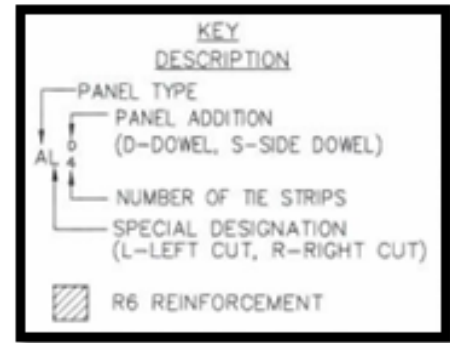 KEY
DESCRIPTION
PANEL TYPE
PANEL ADDITION
(D-DOWEL, S-SIDE DOWEL)
AL D 4
NUMBER OF TIE STRIPS
SPECIAL DESIGNATION
(L-LEFT CUT, R-RIGHT CUT)
R6 REINFORCEMENT